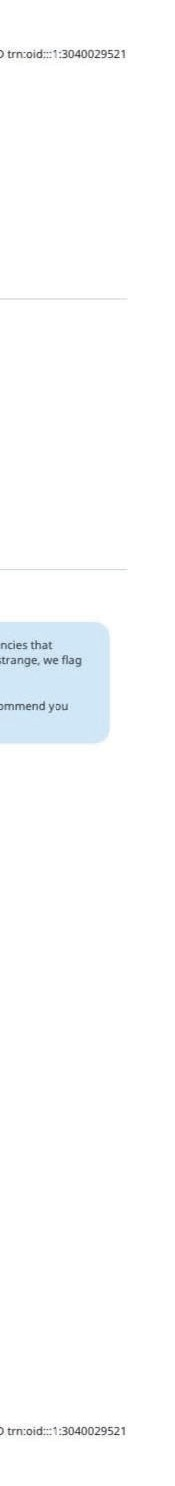 trn:oid:::1:3040029521
ncies that
strange, we flag
ommend you
trn:oid:::1:3040029521